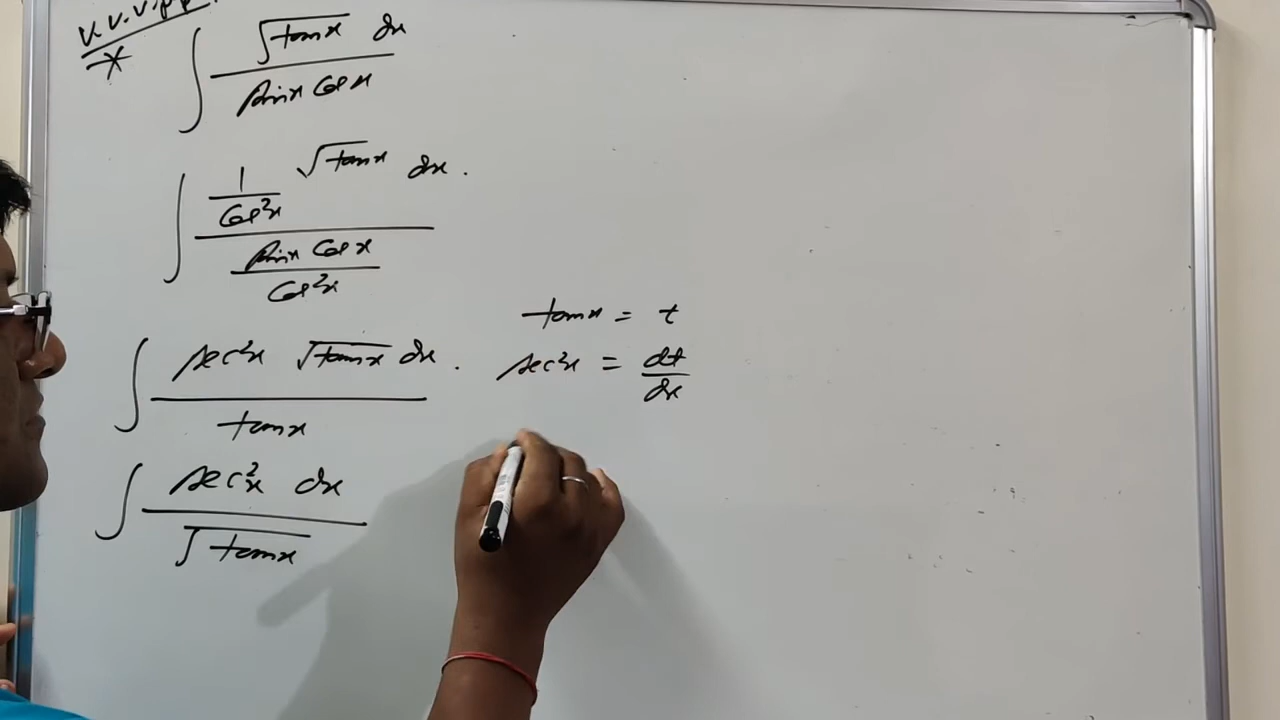 V.V.V.ipp.
*
∫ √tanx dx / sinx cosx
∫ 1/cos²x √tanx dx. / sinx cosx/cos²x
tanx = t
∫ sec²x √tanx dx. / tanx
sec²x = dt/dx
∫ sec²x dx / √tanx